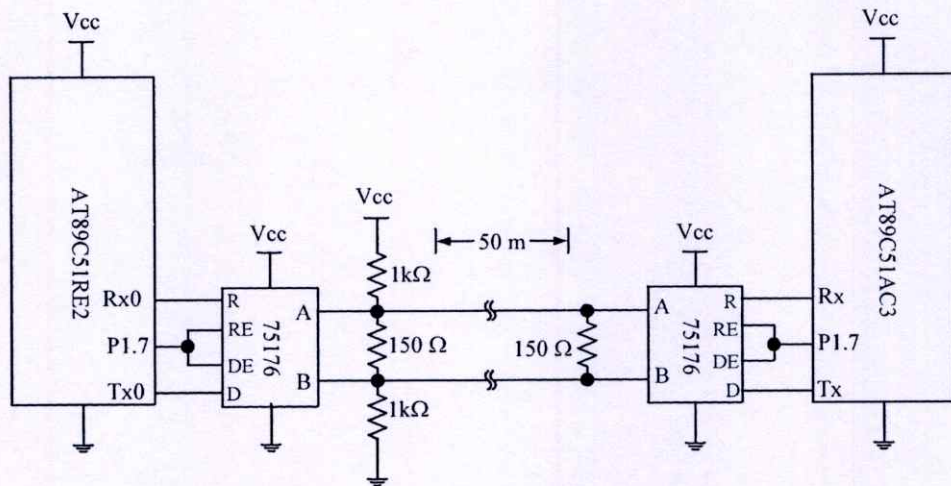 Vcc
Vcc
AT89C51RE2
AT89C51AC3
Vcc
50 m
Vcc
Vcc
1kΩ
Rx0
R
A
A
R
Rx
P1.7
RE
DE
75176
150 Ω
150 Ω
75176
RE
DE
P1.7
Tx0
D
B
B
D
Tx
1kΩ